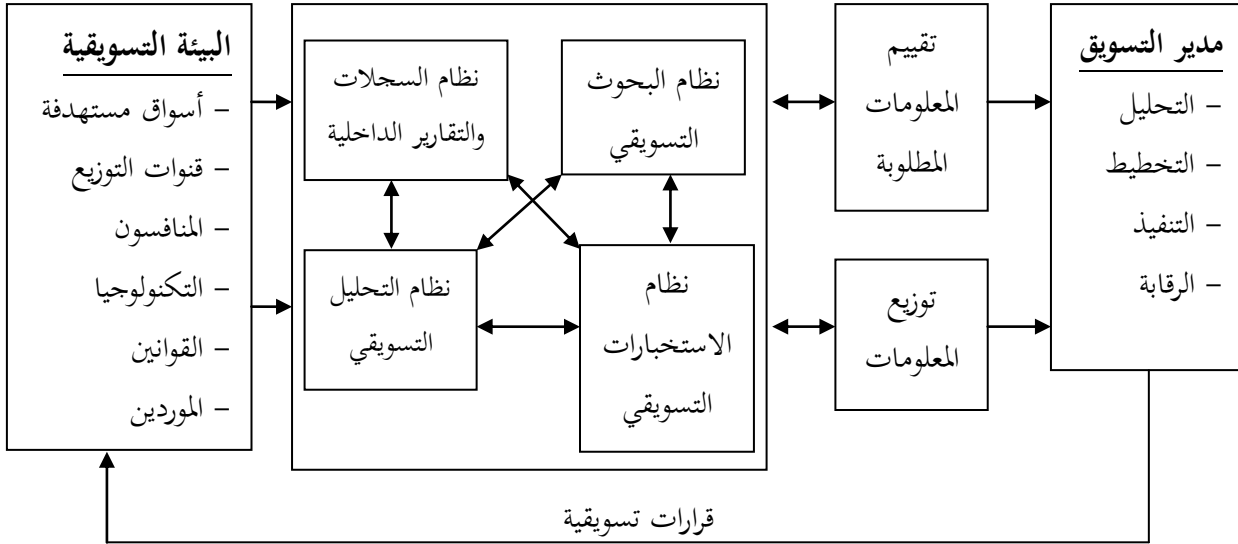 مدير التسويق
– التحليل
– التخطيط
– التنفيذ
– الرقابة
تقييم
المعلومات
المطلوبة
توزيع
المعلومات
نظام البحوث
التسويقي
نظام السجلات
والتقارير الداخلية
نظام
الاستخبارات
التسويقي
نظام التحليل
التسويقي
البيئة التسويقية
– أسواق مستهدفة
– قنوات التوزيع
– المنافسون
– التكنولوجيا
– القوانين
– الموردين
قرارات تسويقية